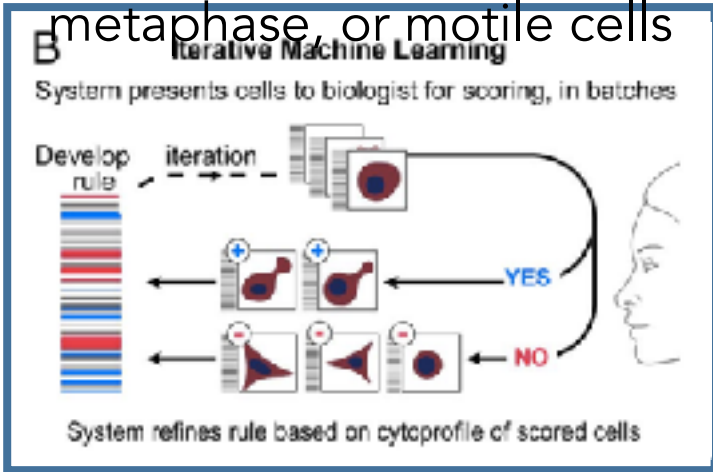 metaphase, or motile cells
B Iterative Machine Learning
System presents cells to biologist for scoring, in batches
Develop iteration
rule
+ +
YES
- - -
NO
System refines rule based on cytoprofile of scored cells